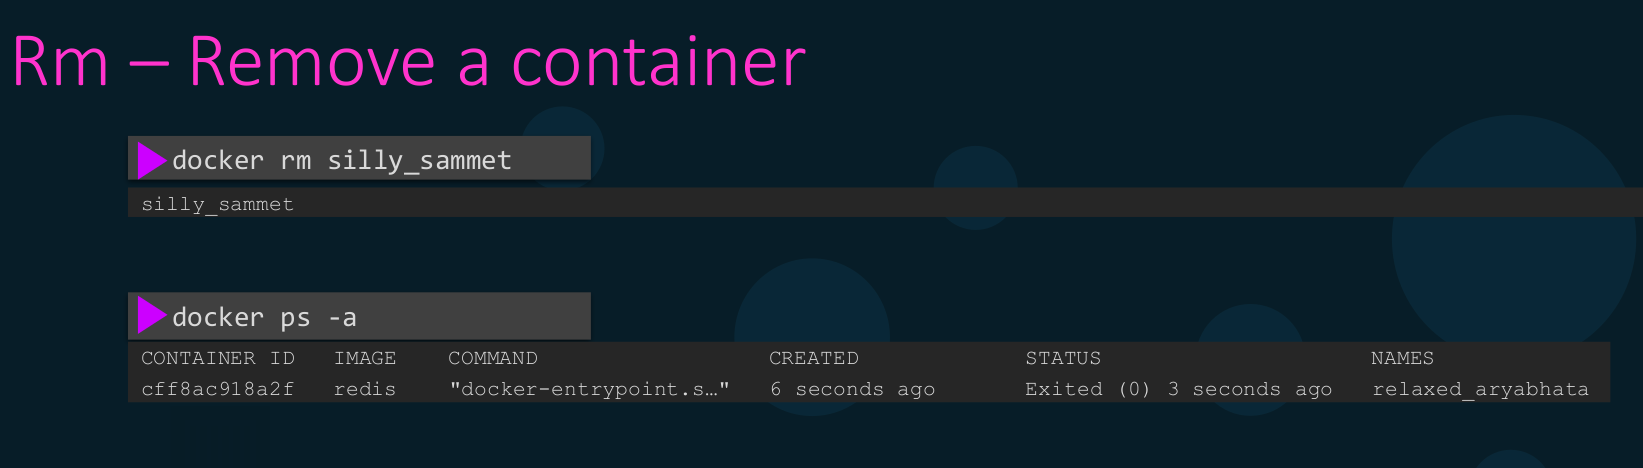 Rm – Remove a container
docker rm silly_sammet
silly_sammet
docker ps -a
CONTAINER ID IMAGE COMMAND CREATED STATUS NAMES
cff8ac918a2f redis "docker-entrypoint.s…" 6 seconds ago Exited (0) 3 seconds ago relaxed_aryabhata